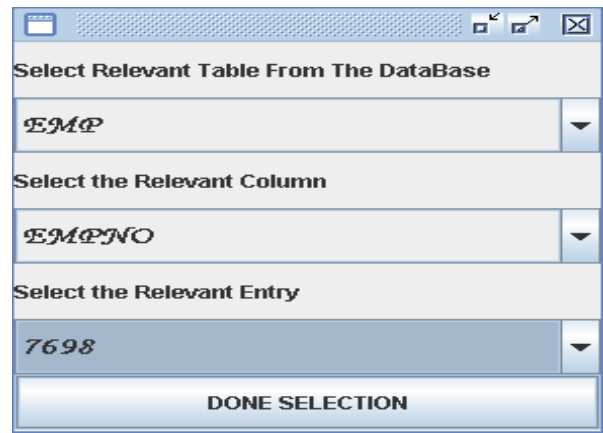 Select Relevant Table From The DataBase
EMP
Select the Relevant Column
EMPNO
Select the Relevant Entry
7698
DONE SELECTION